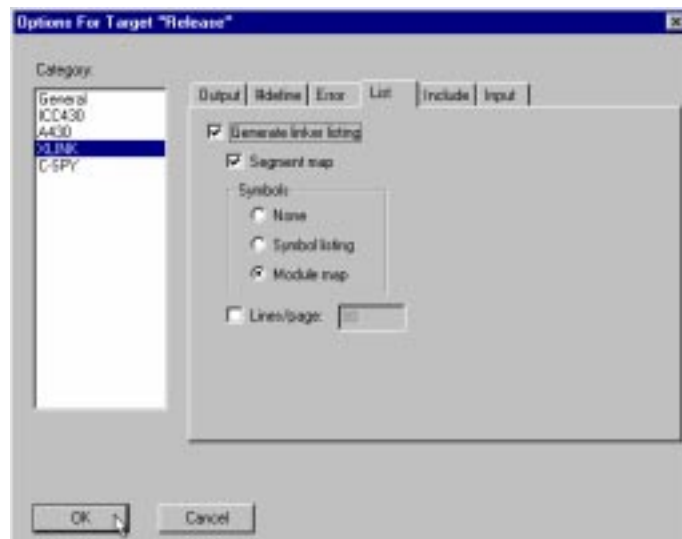 Options For Target "Release"
Category:
General
ICC430
A430
XLINK
C-SPY
Output
#define
Error
List
Include
Input
Generate linker listing
Segment map
Symbols
None
Symbol listing
Module map
Lines/page:
OK
Cancel